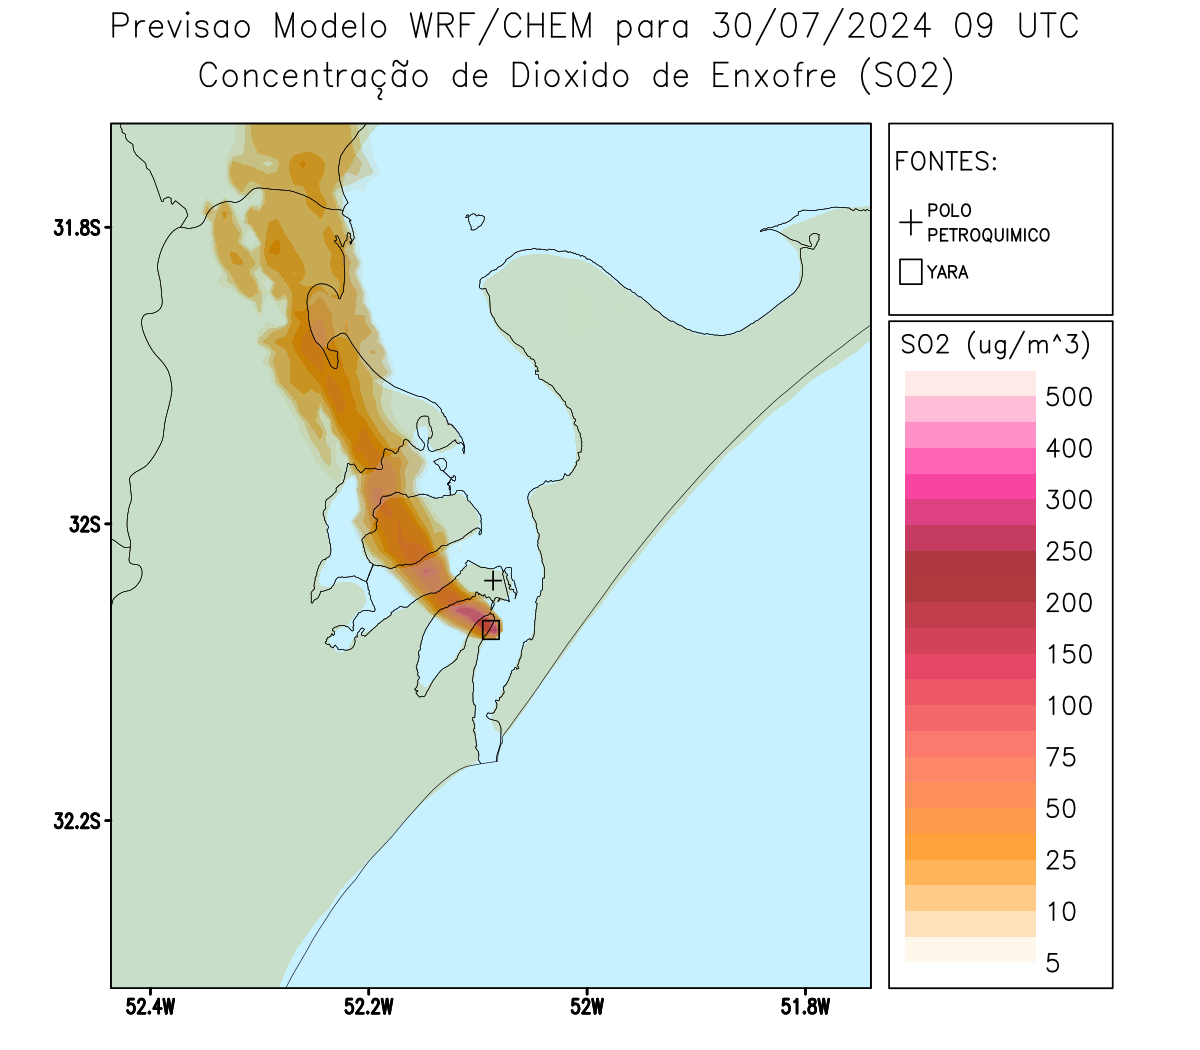 Previsao Modelo WRF/CHEM para 30/07/2024 09 UTC
Concentração de Dioxido de Enxofre (SO2)
FONTES:
POLO
PETROQUIMICO
YARA
SO2 (ug/m^3)
500
400
300
250
200
150
100
75
50
25
10
5
31.8S
32S
32.2S
52.4W
52.2W
52W
51.8W